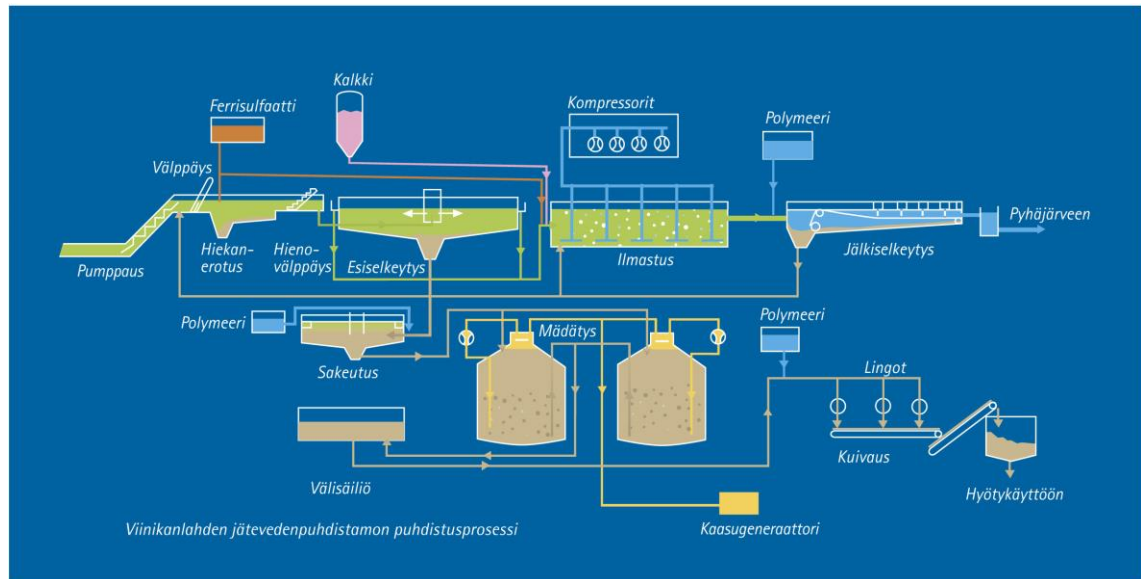 Kalkki
Ferrisulfaatti
Kompressorit
Polymeeri
Välppäys
Pyhäjärveen
Hiekan-
erotus
Hieno-
välppäys
Pumppaus
Esiselkeytys
Ilmastus
Jälkiselkeytys
Polymeeri
Mädätys
Polymeeri
Sakeutus
Lingot
Välisäiliö
Kuivaus
Hyötykäyttöön
Kaasugeneraattori
Viinikanlahden jätevedenpuhdistamon puhdistusprosessi